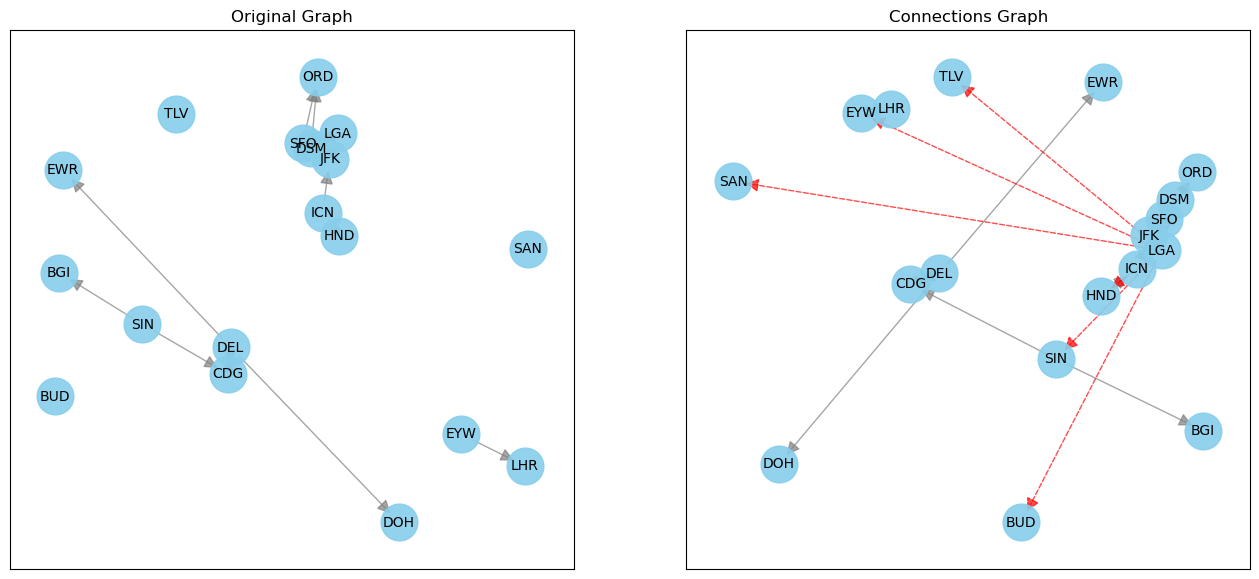 Original Graph
ORD
TLV
LGA
SFO
DSM
JFK
EWR
ICN
HND
SAN
BGI
SIN
DEL
CDG
BUD
EYW
LHR
DOH
Connections Graph
TLV
EWR
LHR
EYW
ORD
SAN
DSM
SFO
JFK
LGA
ICN
DEL
CDG
HND
SIN
BGI
DOH
BUD